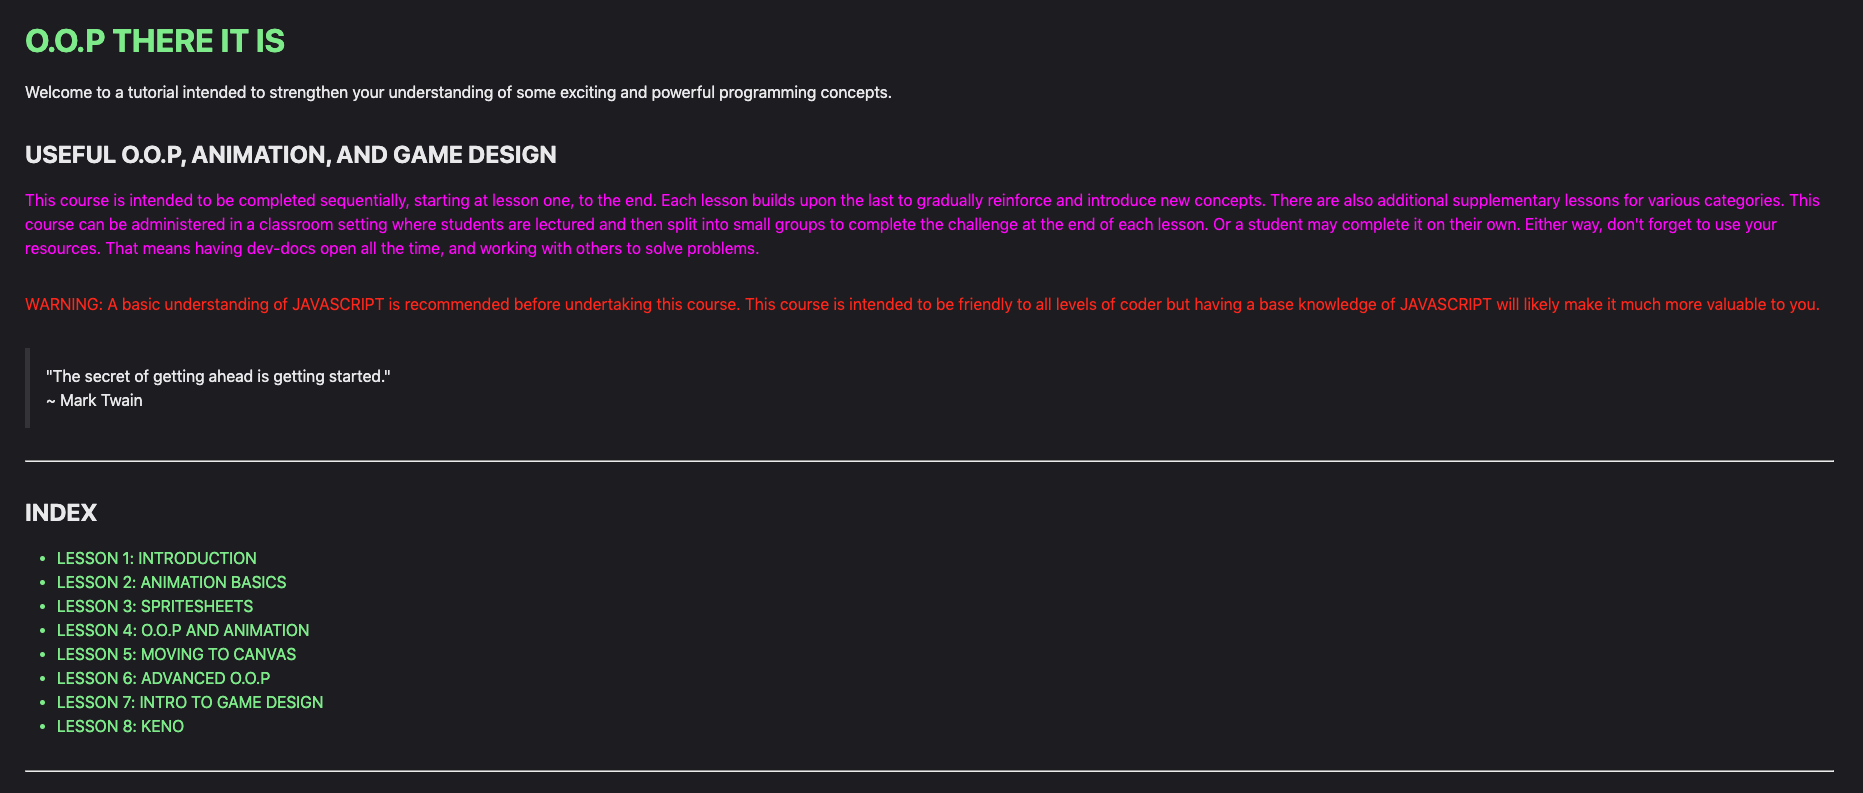 O.O.P THERE IT IS
Welcome to a tutorial intended to strengthen your understanding of some exciting and powerful programming concepts.
USEFUL O.O.P, ANIMATION, AND GAME DESIGN
This course is intended to be completed sequentially, starting at lesson one, to the end. Each lesson builds upon the last to gradually reinforce and introduce new concepts. There are also additional supplementary lessons for various categories. This
course can be administered in a classroom setting where students are lectured and then split into small groups to complete the challenge at the end of each lesson. Or a student may complete it on their own. Either way, don't forget to use your
resources. That means having dev-docs open all the time, and working with others to solve problems.
WARNING: A basic understanding of JAVASCRIPT is recommended before undertaking this course. This course is intended to be friendly to all levels of coder but having a base knowledge of JAVASCRIPT will likely make it much more valuable to you.
"The secret of getting ahead is getting started."
~ Mark Twain
INDEX
• LESSON 1: INTRODUCTION
• LESSON 2: ANIMATION BASICS
• LESSON 3: SPRITESHEETS
• LESSON 4: O.O.P AND ANIMATION
• LESSON 5: MOVING TO CANVAS
• LESSON 6: ADVANCED O.O.P
• LESSON 7: INTRO TO GAME DESIGN
• LESSON 8: KENO